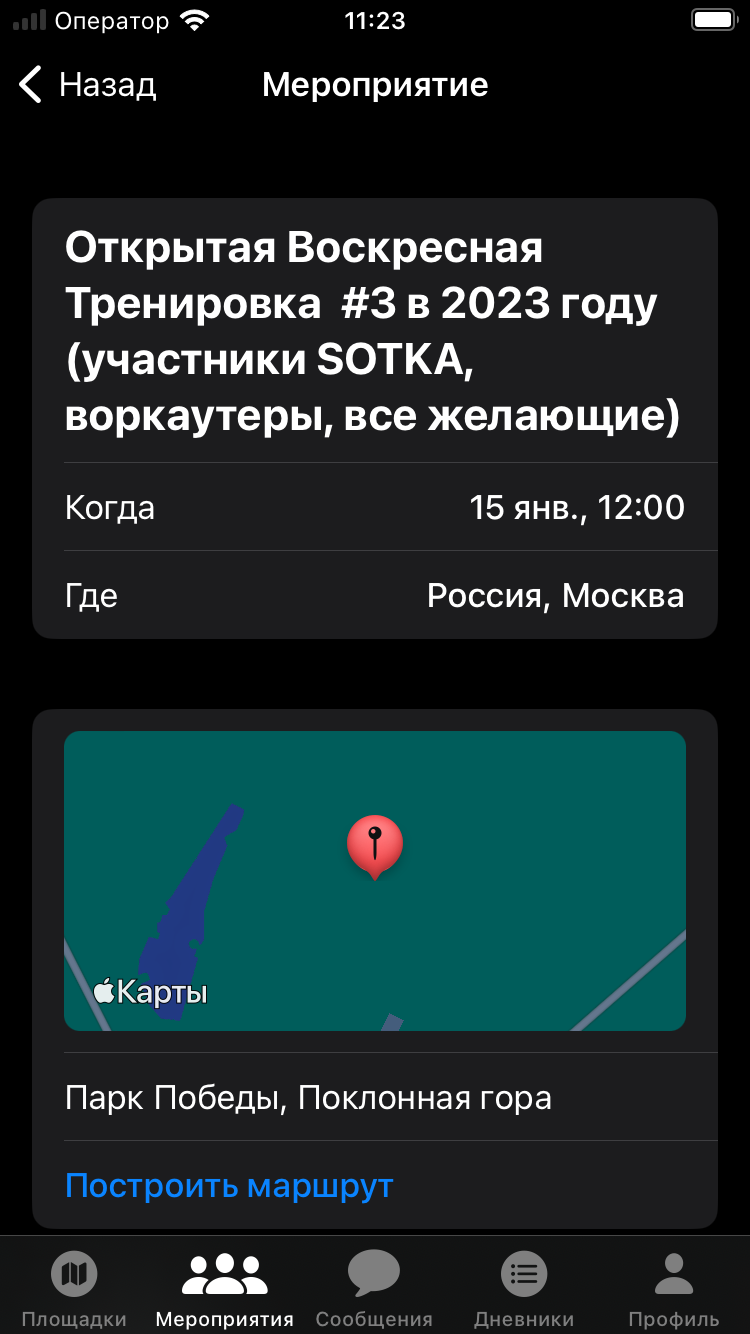 Оператор 11:23
Назад Мероприятие
Открытая Воскресная
Тренировка #3 в 2023 году
(участники SOTKA,
воркаутеры, все желающие)
Когда 15 янв., 12:00
Где Россия, Москва
Карты
Парк Победы, Поклонная гора
Построить маршрут
Площадки Мероприятия Сообщения Дневники Профиль